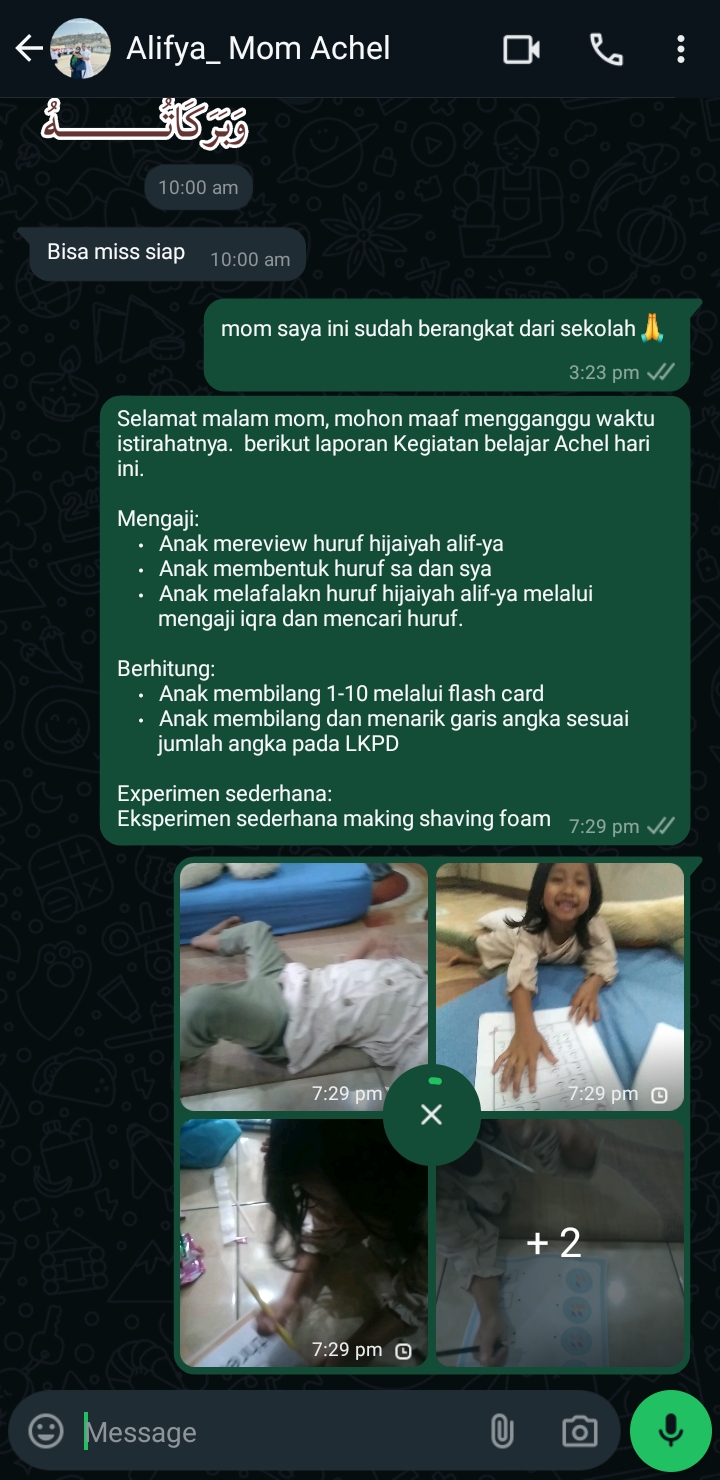 Alifya_ Mom Achel
وَبَرَكَاتُهُ
10:00 am
Bisa miss siap 10:00 am
mom saya ini sudah berangkat dari sekolah🙏
3:23 pm
Selamat malam mom, mohon maaf mengganggu waktu
istirahatnya.  berikut laporan Kegiatan belajar Achel hari
ini.
Mengaji:
• Anak mereview huruf hijaiyah alif-ya
• Anak membentuk huruf sa dan sya
• Anak melafalakn huruf hijaiyah alif-ya melalui
mengaji iqra dan mencari huruf.
Berhitung:
• Anak membilang 1-10 melalui flash card
• Anak membilang dan menarik garis angka sesuai
jumlah angka pada LKPD
Experimen sederhana:
Eksperimen sederhana making shaving foam 7:29 pm
7:29 pm
7:29 pm
7:29 pm
+ 2
Message